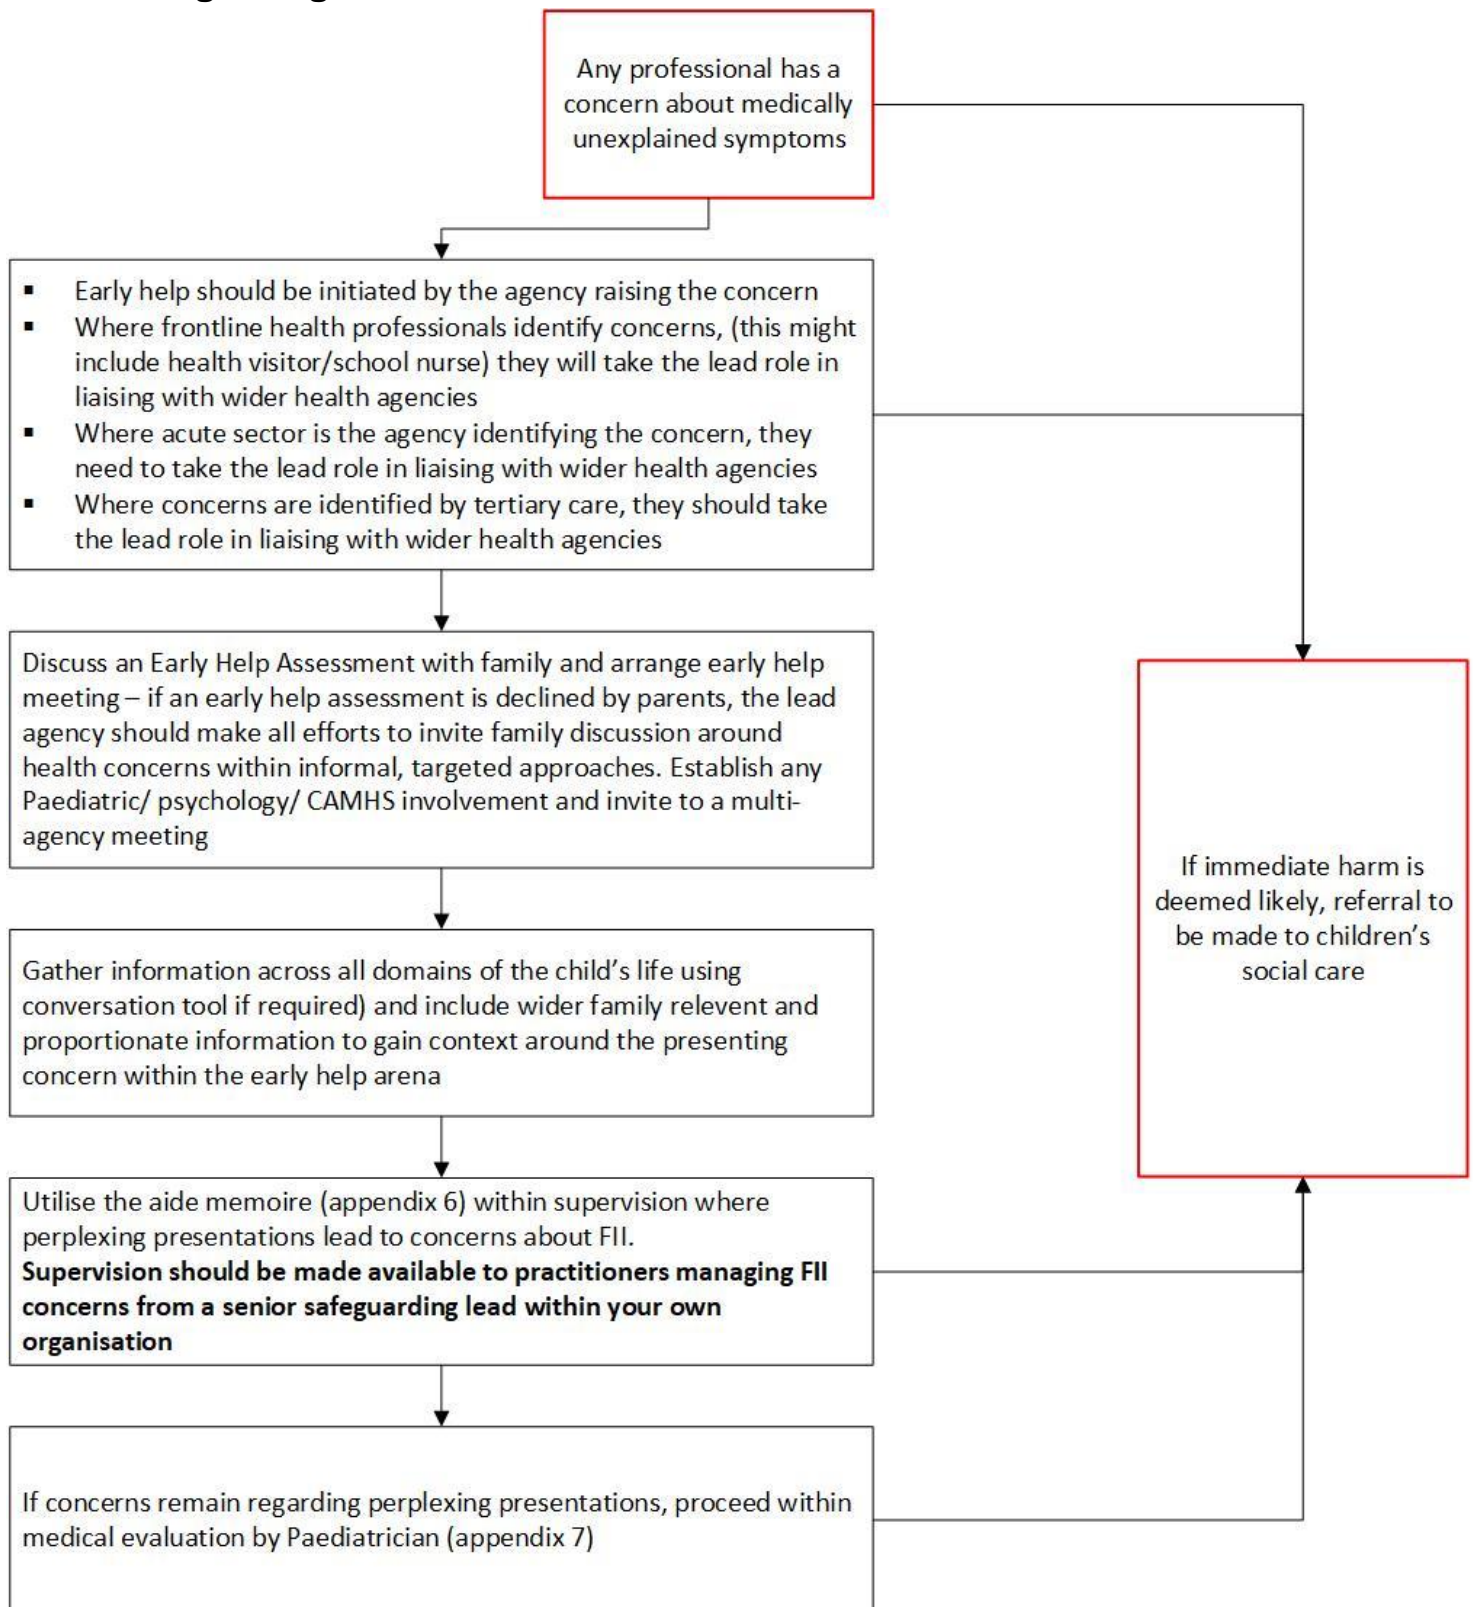 Any professional has a
concern about medically
unexplained symptoms
▪ Early help should be initiated by the agency raising the concern
▪ Where frontline health professionals identify concerns, (this might
include health visitor/school nurse) they will take the lead role in
liaising with wider health agencies
▪ Where acute sector is the agency identifying the concern, they
need to take the lead role in liaising with wider health agencies
▪ Where concerns are identified by tertiary care, they should take
the lead role in liaising with wider health agencies
Discuss an Early Help Assessment with family and arrange early help
meeting – if an early help assessment is declined by parents, the lead
agency should make all efforts to invite family discussion around
health concerns within informal, targeted approaches. Establish any
Paediatric/ psychology/ CAMHS involvement and invite to a multi-
agency meeting
Gather information across all domains of the child’s life using
conversation tool if required) and include wider family relevent and
proportionate information to gain context around the presenting
concern within the early help arena
Utilise the aide memoire (appendix 6) within supervision where
perplexing presentations lead to concerns about FII.
Supervision should be made available to practitioners managing FII
concerns from a senior safeguarding lead within your own
organisation
If concerns remain regarding perplexing presentations, proceed within
medical evaluation by Paediatrician (appendix 7)
If immediate harm is
deemed likely, referral to
be made to children’s
social care